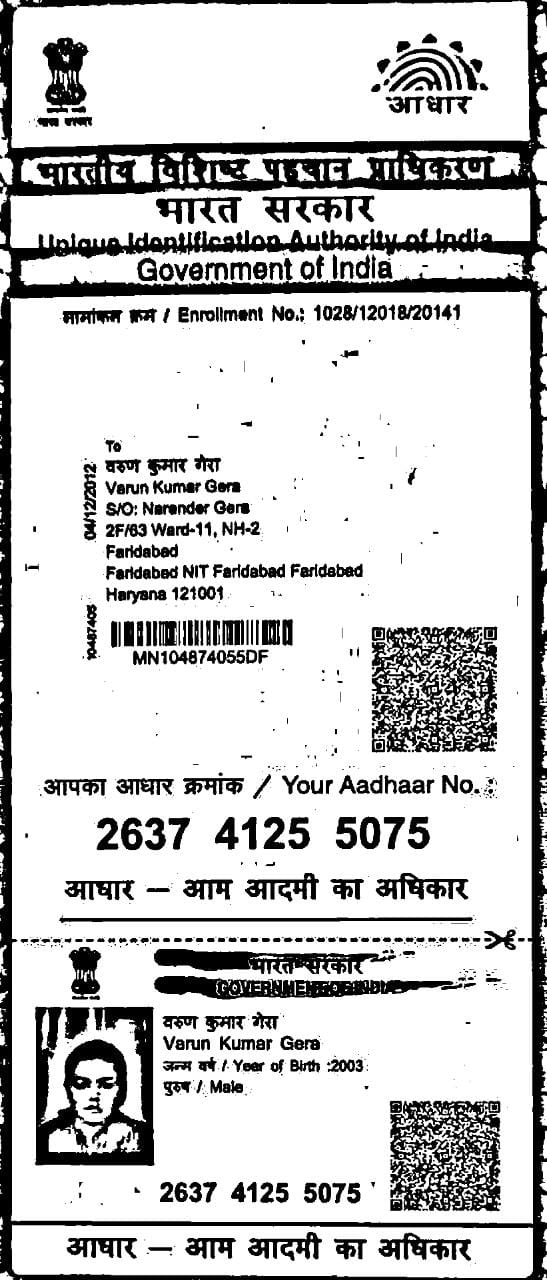 आधार
भारतीय विशिष्ट पहचान प्राधिकरण
भारत सरकार
Unique Identification Authority of India
Government of India
नामांकन क्रम / Enrollment No.: 1028/12018/20141
To
वरुण कुमार गेरा
Varun Kumar Gera
S/O: Narender Gera
2F/63 Ward-11, NH-2
Faridabad
Faridabad NIT Faridabad Faridabad
Haryana 121001
04/12/2012
10487405
MN104874055DF
आपका आधार क्रमांक / Your Aadhaar No. :
2637 4125 5075
आधार — आम आदमी का अधिकार
भारत सरकार
GOVERNMENT OF INDIA
वरुण कुमार गेरा
Varun Kumar Gera
जन्म वर्ष / Year of Birth :2003
पुरुष / Male
2637 4125 5075
आधार — आम आदमी का अधिकार